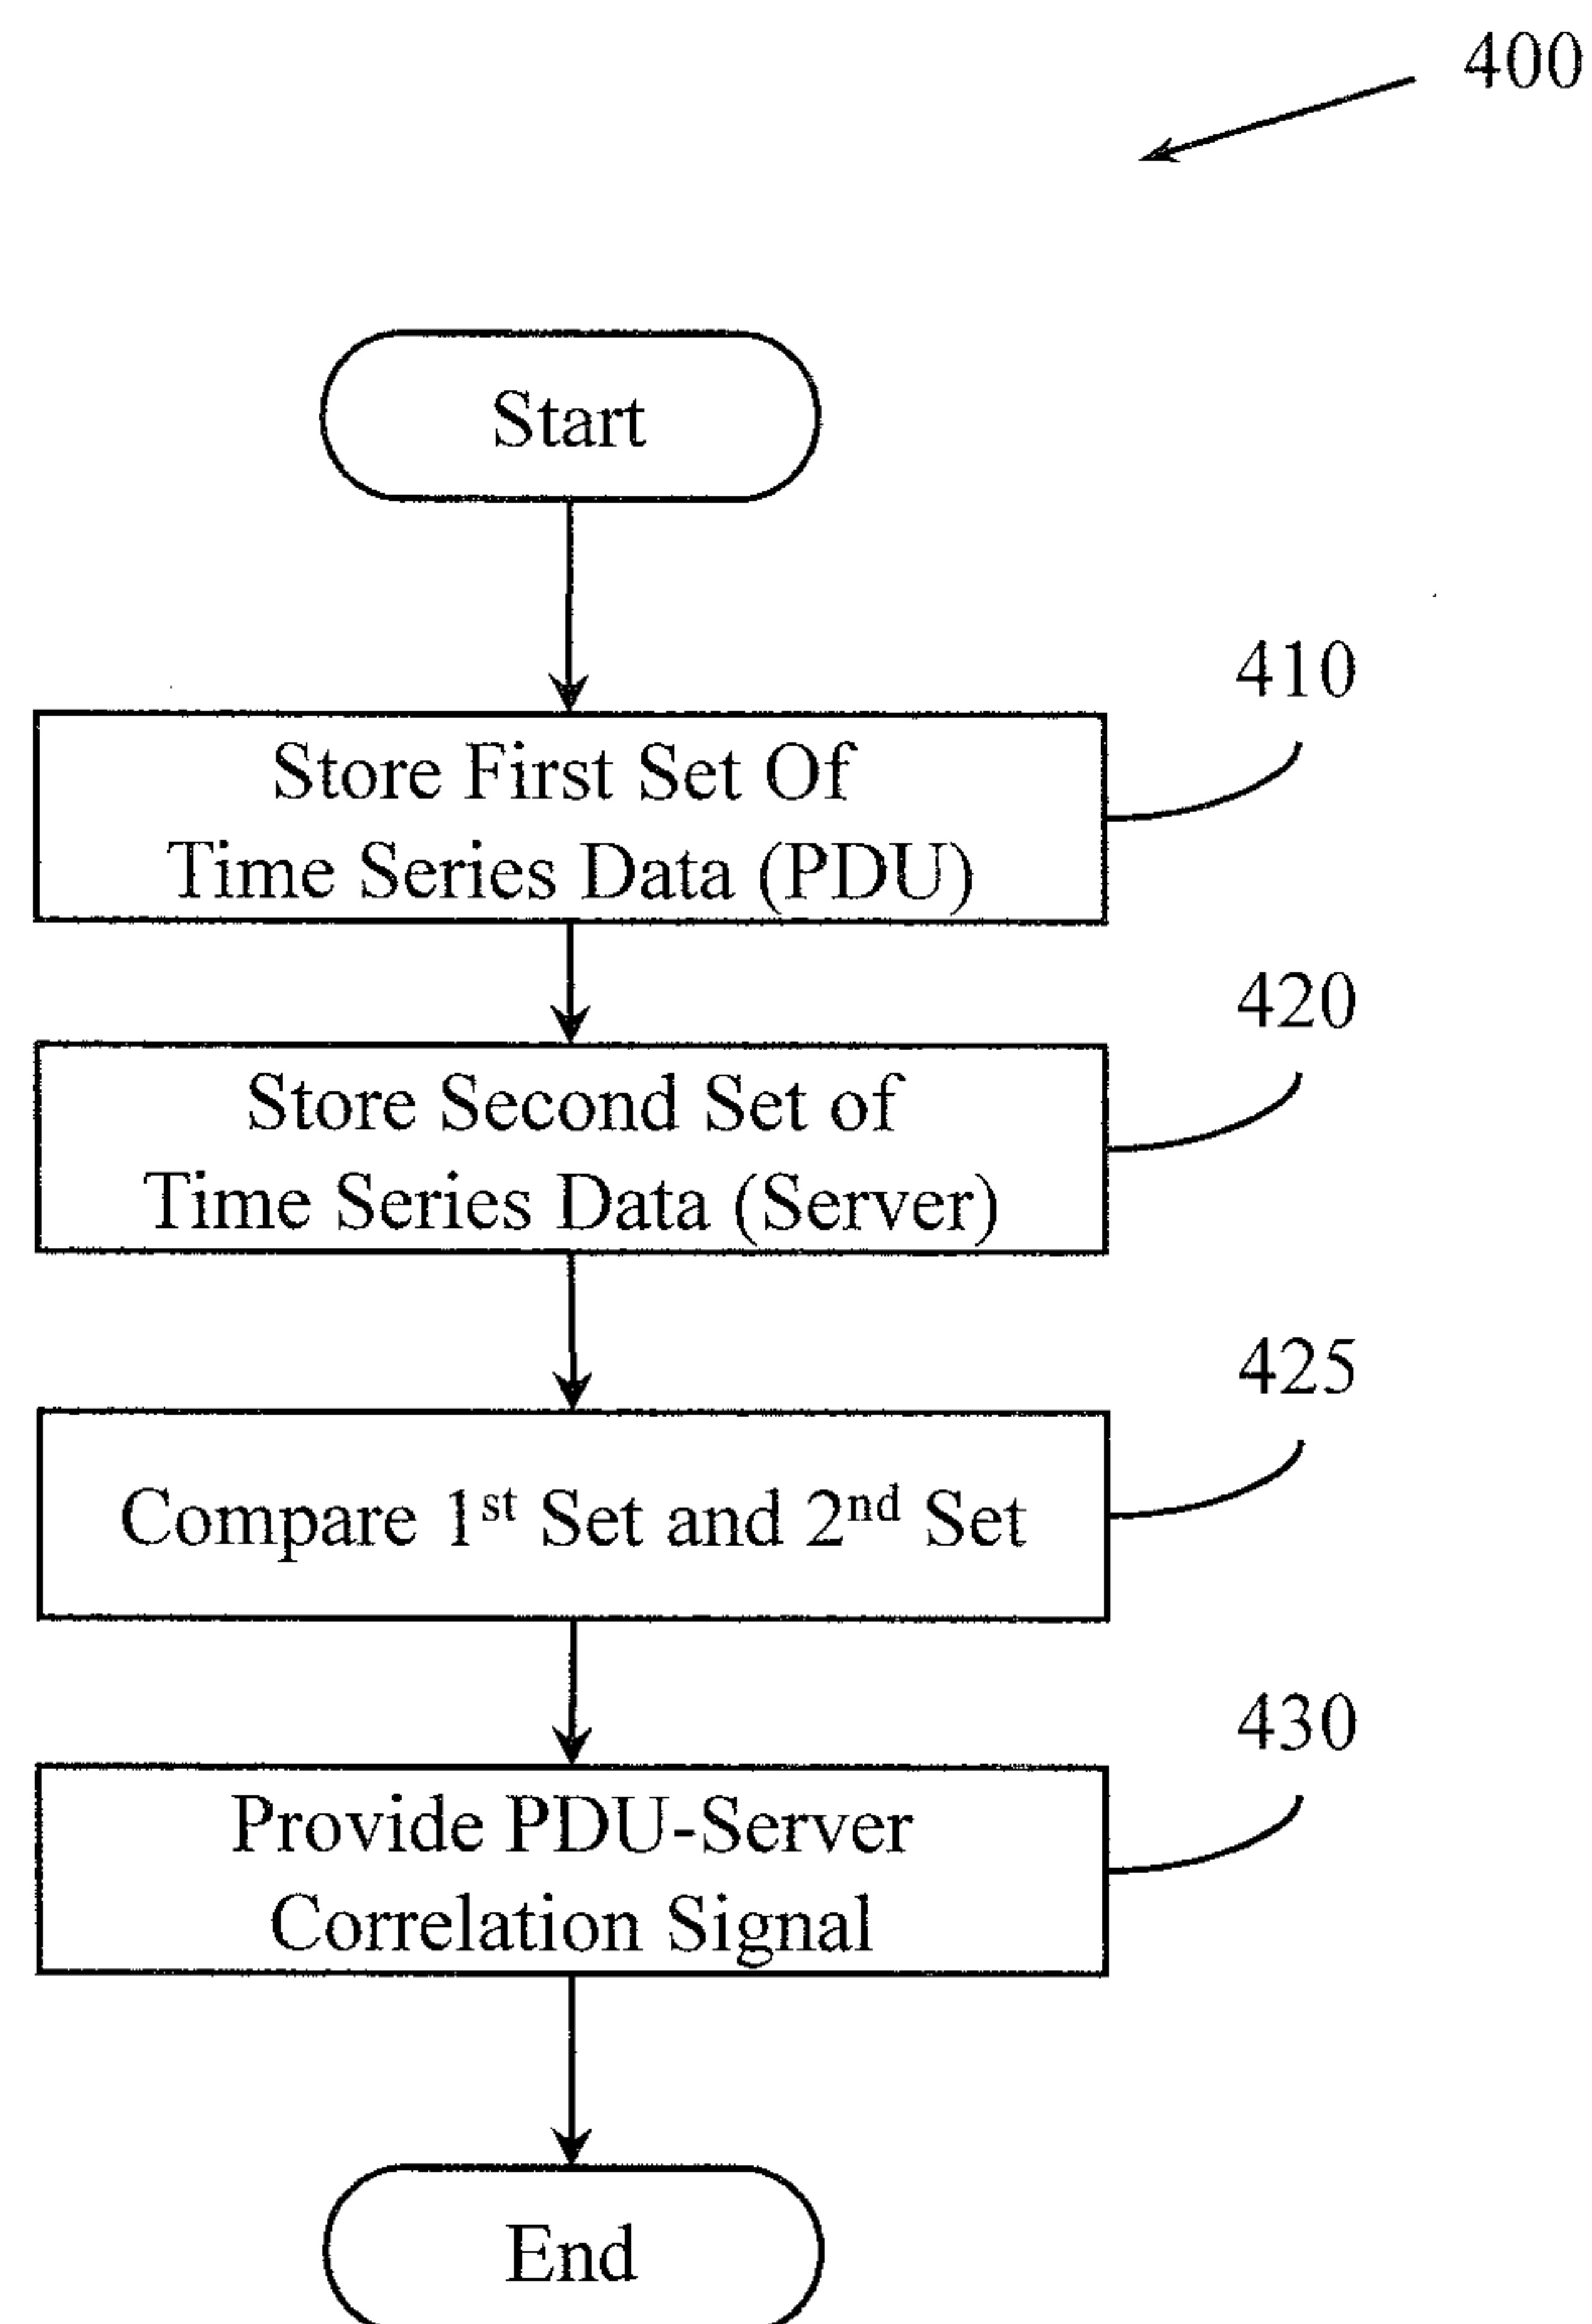 400
Start
410
Store First Set Of
Time Series Data (PDU)
420
Store Second Set of
Time Series Data (Server)
425
Compare 1st Set and 2nd Set
430
Provide PDU-Server
Correlation Signal
End